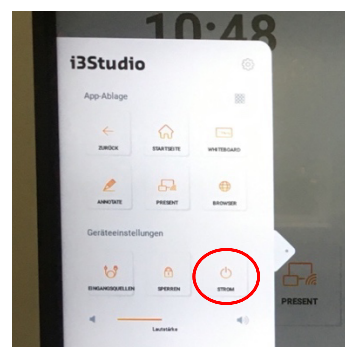 10:48
i3Studio
App-Ablage
ZURÜCK STARTSEITE WHITEBOARD
ANNOTATE PRESENT BROWSER
Geräteeinstellungen
EINGANGSQUELLEN SPERREN STROM
PRESENT
Lautstärke